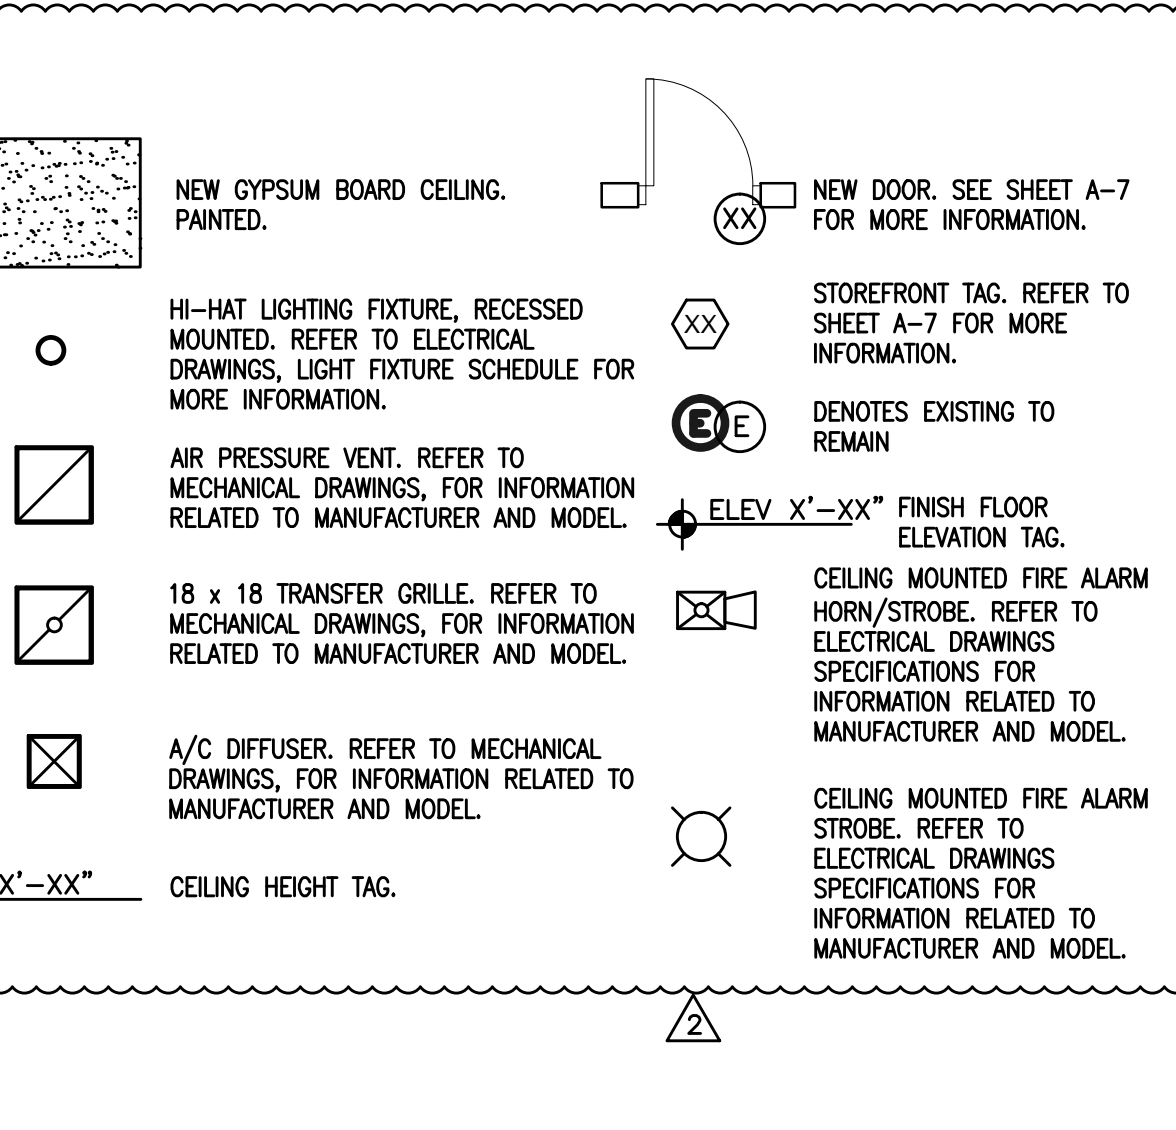 NEW GYPSUM BOARD CEILING.
PAINTED.
HI-HAT LIGHTING FIXTURE, RECESSED
MOUNTED. REFER TO ELECTRICAL
DRAWINGS, LIGHT FIXTURE SCHEDULE FOR
MORE INFORMATION.
AIR PRESSURE VENT. REFER TO
MECHANICAL DRAWINGS, FOR INFORMATION
RELATED TO MANUFACTURER AND MODEL.
18 x 18 TRANSFER GRILLE. REFER TO
MECHANICAL DRAWINGS, FOR INFORMATION
RELATED TO MANUFACTURER AND MODEL.
A/C DIFFUSER. REFER TO MECHANICAL
DRAWINGS, FOR INFORMATION RELATED TO
MANUFACTURER AND MODEL.
X'-XX"
CEILING HEIGHT TAG.
XX
NEW DOOR. SEE SHEET A-7
FOR MORE INFORMATION.
XX
STOREFRONT TAG. REFER TO
SHEET A-7 FOR MORE
INFORMATION.
E E
DENOTES EXISTING TO
REMAIN
ELEV X'-XX"
FINISH FLOOR
ELEVATION TAG.
CEILING MOUNTED FIRE ALARM
HORN/STROBE. REFER TO
ELECTRICAL DRAWINGS
SPECIFICATIONS FOR
INFORMATION RELATED TO
MANUFACTURER AND MODEL.
CEILING MOUNTED FIRE ALARM
STROBE. REFER TO
ELECTRICAL DRAWINGS
SPECIFICATIONS FOR
INFORMATION RELATED TO
MANUFACTURER AND MODEL.
2